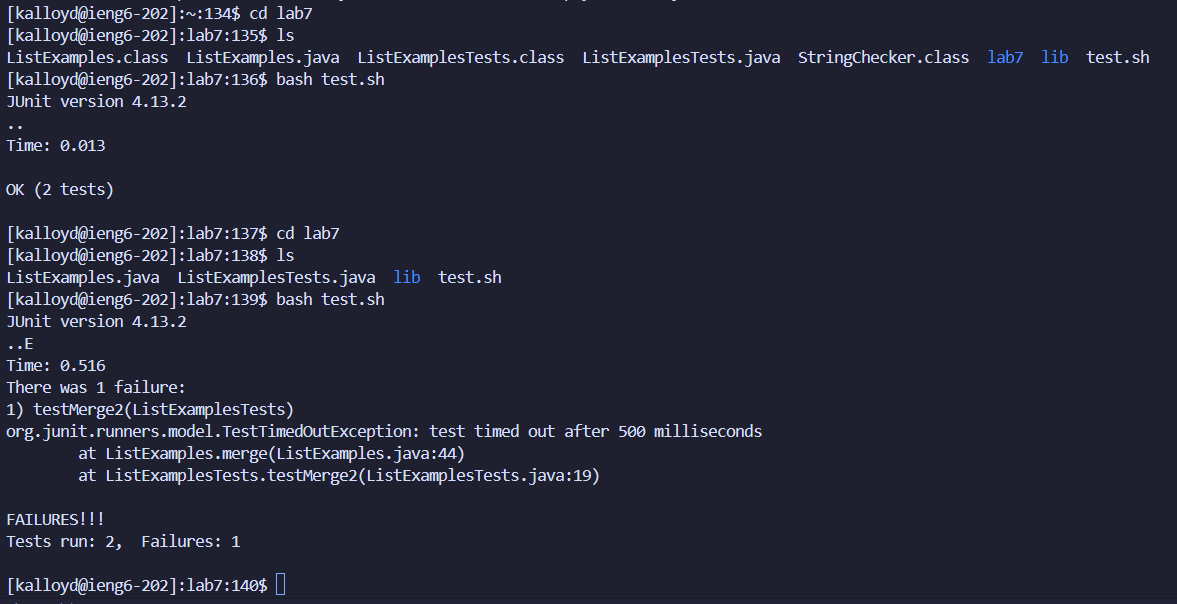 [kalloyd@ieng6-202]:~:134$ cd lab7
[kalloyd@ieng6-202]:lab7:135$ ls
ListExamples.class  ListExamples.java  ListExamplesTests.class  ListExamplesTests.java  StringChecker.class  lab7  lib  test.sh
[kalloyd@ieng6-202]:lab7:136$ bash test.sh
JUnit version 4.13.2
..
Time: 0.013

OK (2 tests)

[kalloyd@ieng6-202]:lab7:137$ cd lab7
[kalloyd@ieng6-202]:lab7:138$ ls
ListExamples.java  ListExamplesTests.java  lib  test.sh
[kalloyd@ieng6-202]:lab7:139$ bash test.sh
JUnit version 4.13.2
..E
Time: 0.516
There was 1 failure:
1) testMerge2(ListExamplesTests)
org.junit.runners.model.TestTimedOutException: test timed out after 500 milliseconds
        at ListExamples.merge(ListExamples.java:44)
        at ListExamplesTests.testMerge2(ListExamplesTests.java:19)

FAILURES!!!
Tests run: 2,  Failures: 1

[kalloyd@ieng6-202]:lab7:140$